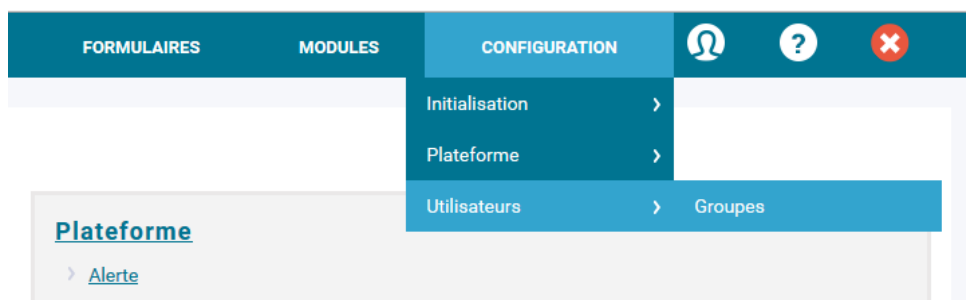 FORMULAIRES MODULES CONFIGURATION ?
Initialisation
Plateforme
Utilisateurs Groupes
Plateforme
Alerte